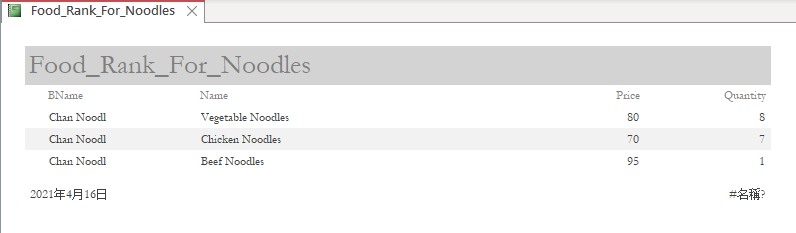 Food_Rank_For_Noodles
Food_Rank_For_Noodles
BName Name Price Quantity
Chan Noodl Vegetable Noodles 80 8
Chan Noodl Chicken Noodles 70 7
Chan Noodl Beef Noodles 95 1
2021年4月16日 #名稱?